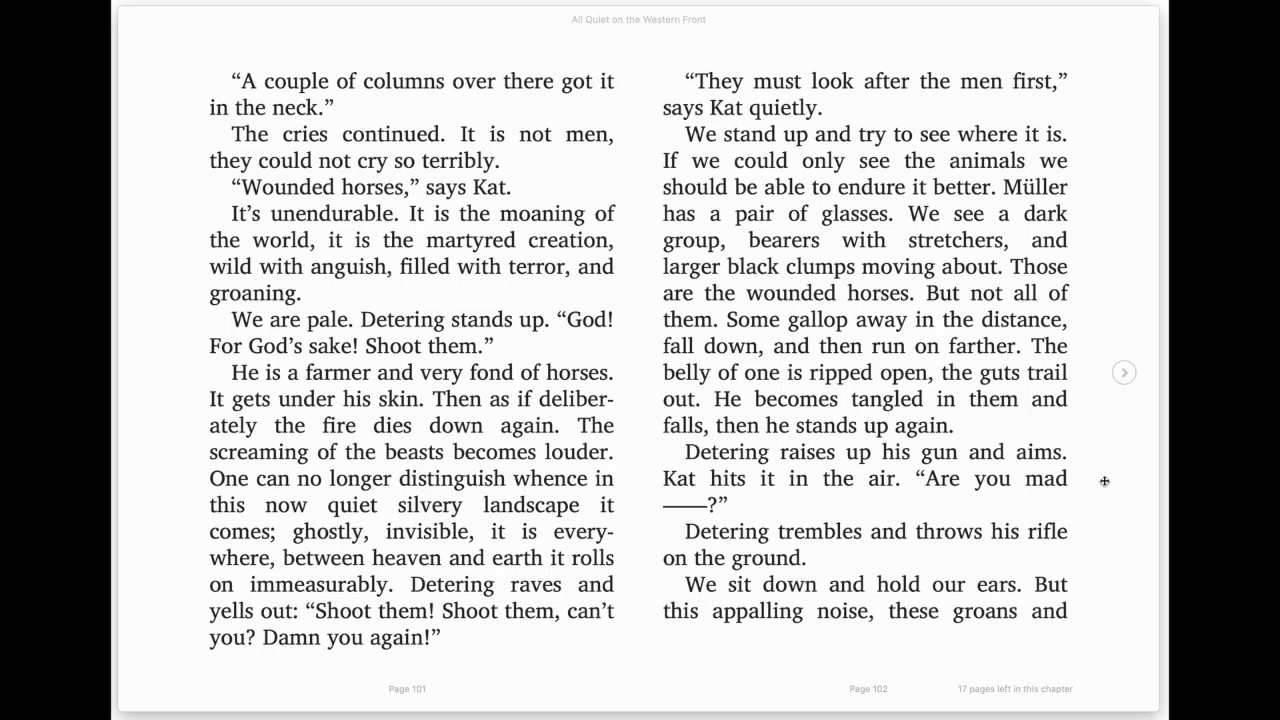 All Quiet on the Western Front
“A couple of columns over there got it
in the neck.”
The cries continued. It is not men,
they could not cry so terribly.
“Wounded horses,” says Kat.
It’s unendurable. It is the moaning of
the world, it is the martyred creation,
wild with anguish, filled with terror, and
groaning.
We are pale. Detering stands up. “God!
For God’s sake! Shoot them.”
He is a farmer and very fond of horses.
It gets under his skin. Then as if deliber-
ately the fire dies down again. The
screaming of the beasts becomes louder.
One can no longer distinguish whence in
this now quiet silvery landscape it
comes; ghostly, invisible, it is every-
where, between heaven and earth it rolls
on immeasurably. Detering raves and
yells out: “Shoot them! Shoot them, can’t
you? Damn you again!”
“They must look after the men first,”
says Kat quietly.
We stand up and try to see where it is.
If we could only see the animals we
should be able to endure it better. Müller
has a pair of glasses. We see a dark
group, bearers with stretchers, and
larger black clumps moving about. Those
are the wounded horses. But not all of
them. Some gallop away in the distance,
fall down, and then run on farther. The
belly of one is ripped open, the guts trail
out. He becomes tangled in them and
falls, then he stands up again.
Detering raises up his gun and aims.
Kat hits it in the air. “Are you mad
——?”
Detering trembles and throws his rifle
on the ground.
We sit down and hold our ears. But
this appalling noise, these groans and
Page 101
Page 102
17 pages left in this chapter